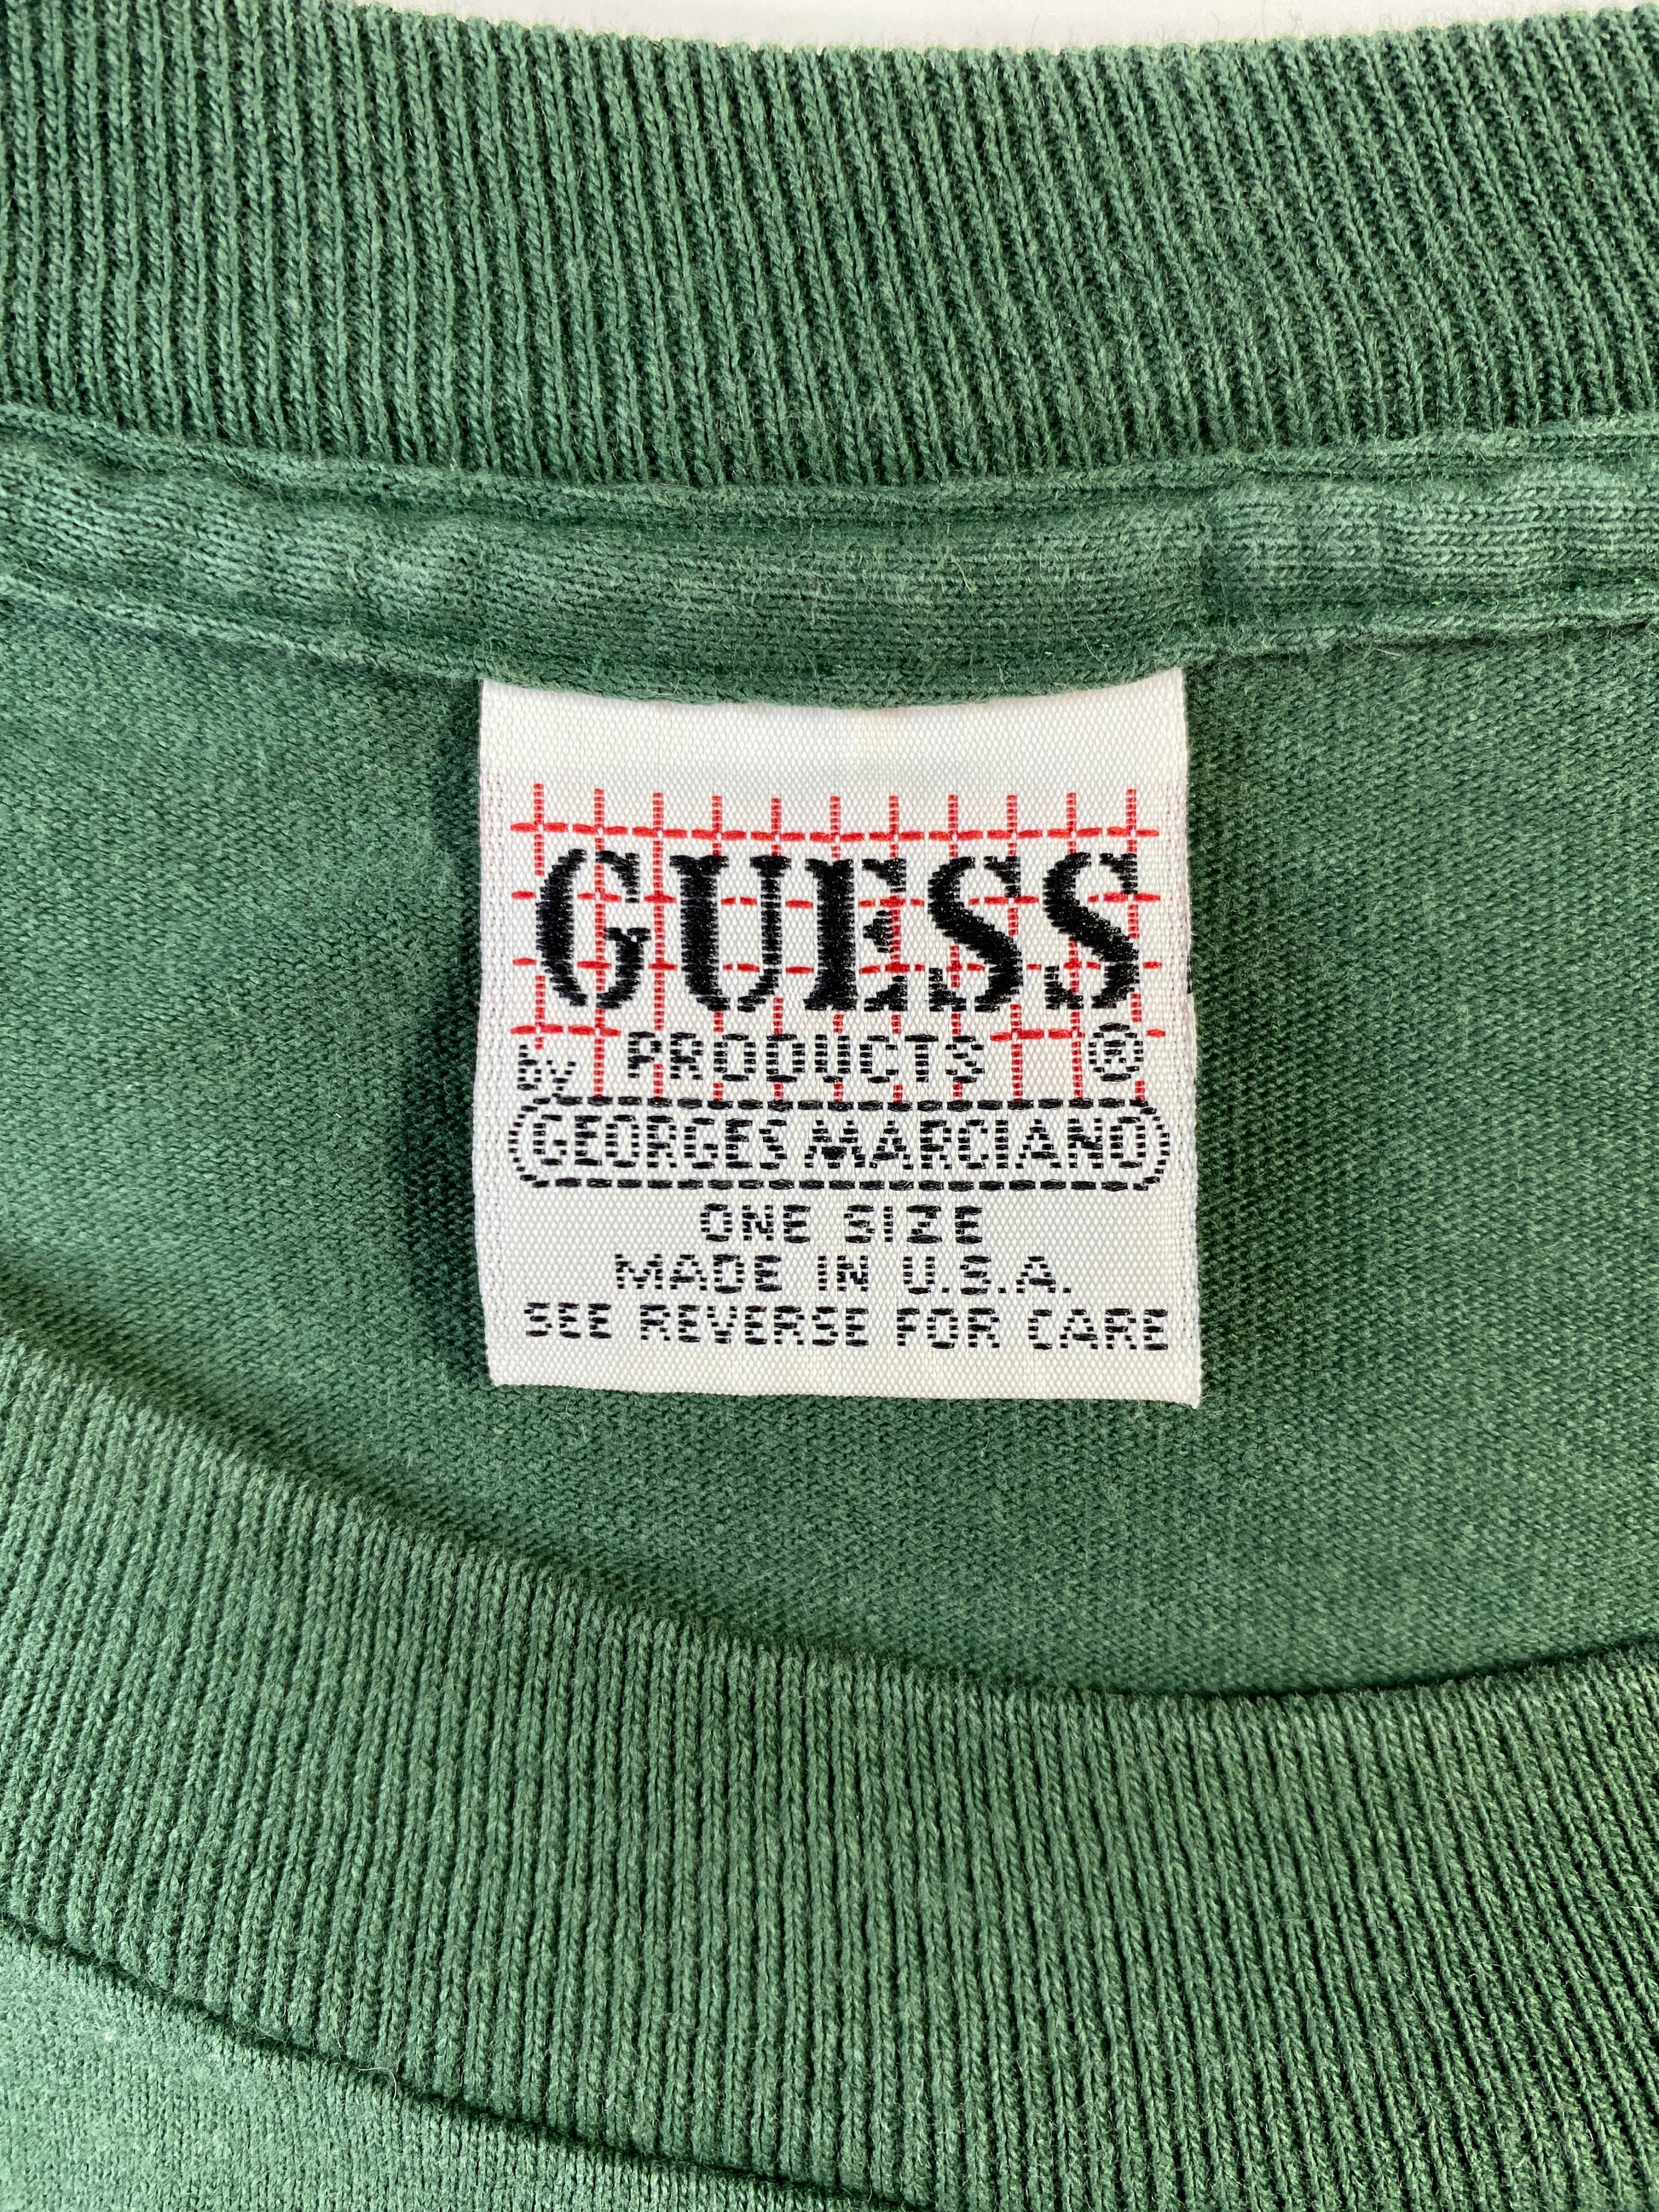 GUESS
PRODUCTS ®
by
GEORGES MARCIANO
ONE SIZE
MADE IN U.S.A.
SEE REVERSE FOR CARE